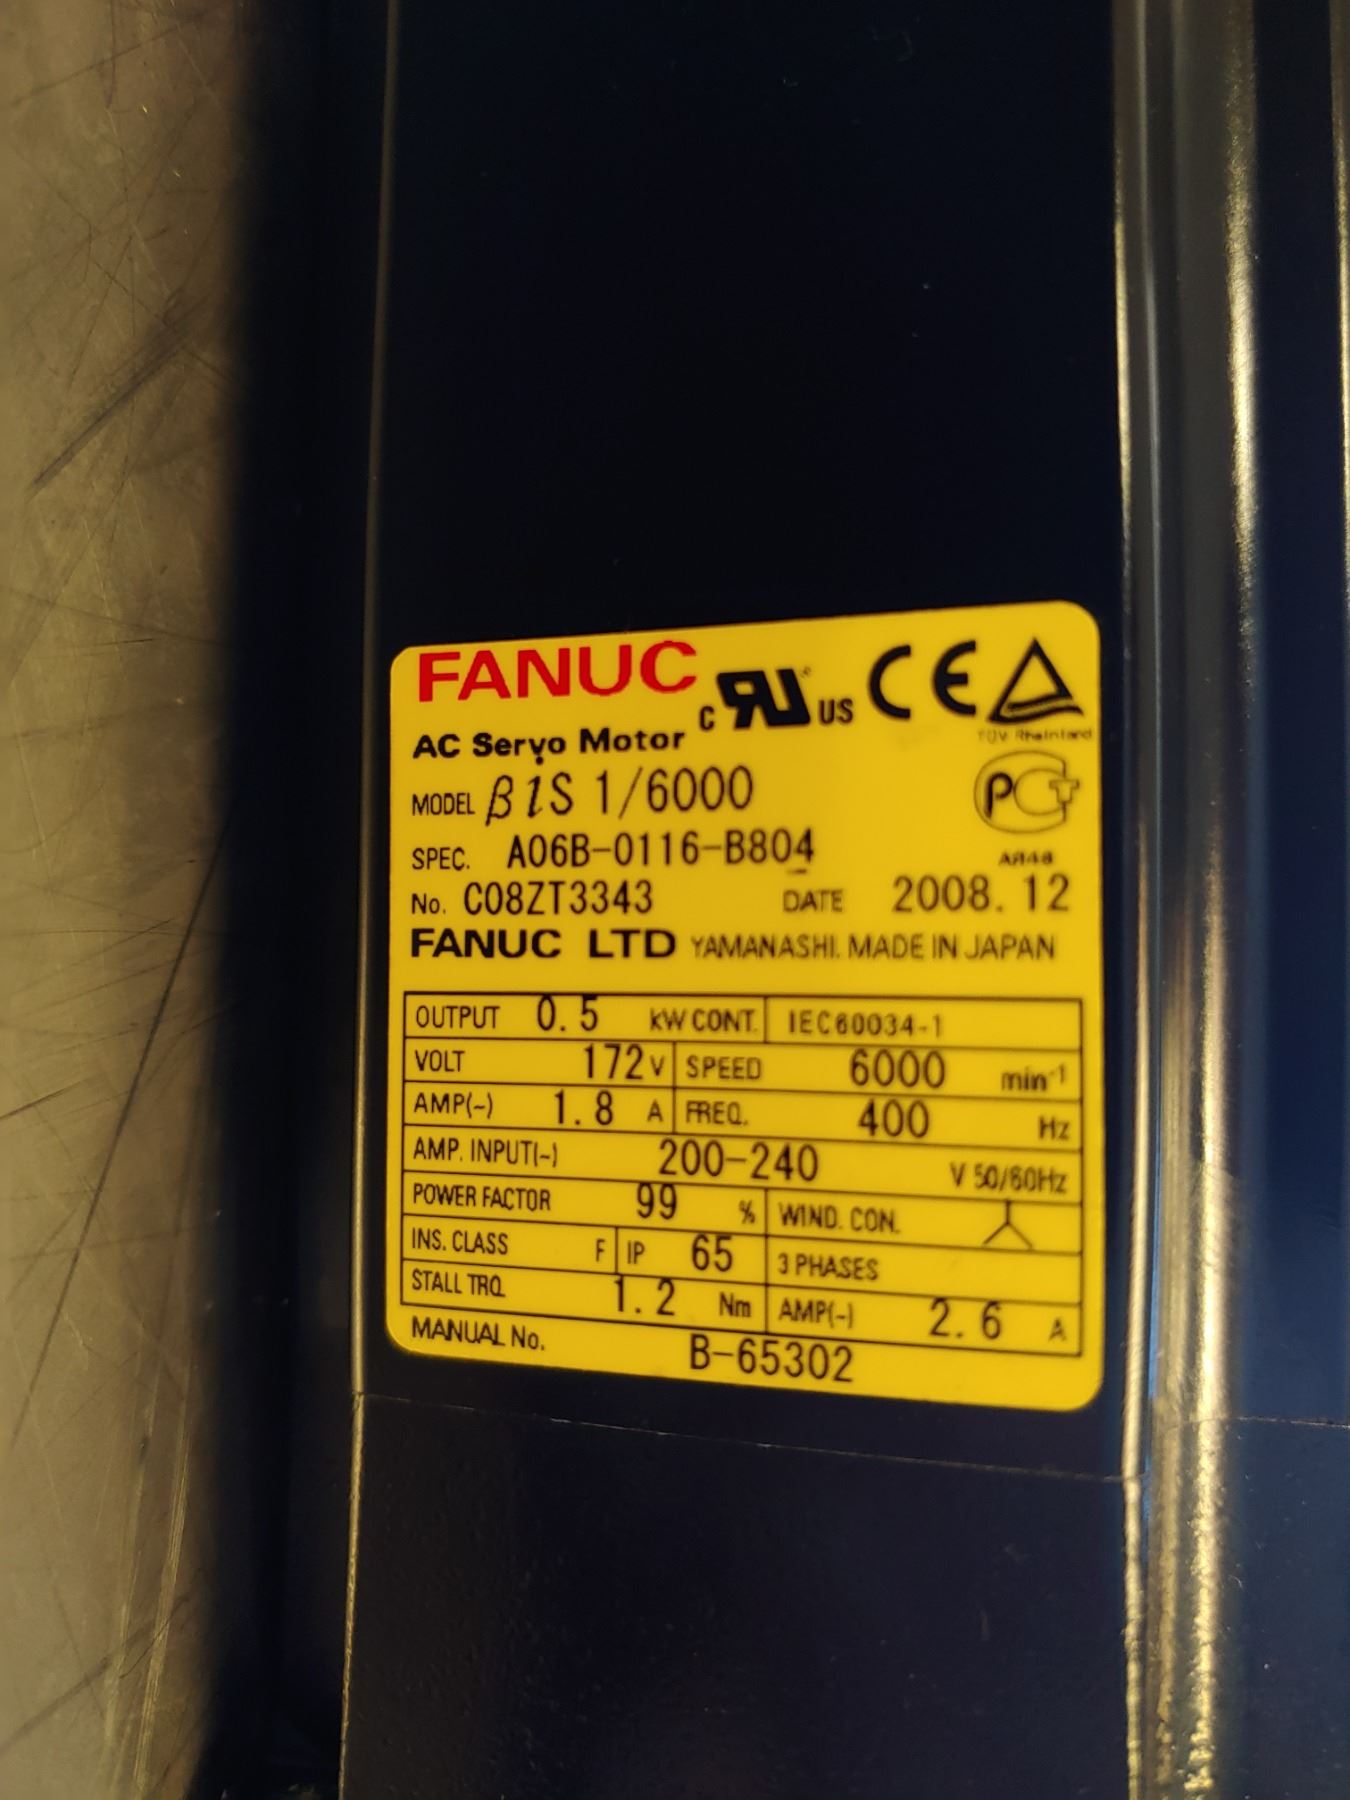 FANUC c RU US CE
TÜV Rheinland
AC Servo Motor
MODEL βiS 1/6000
PCT
SPEC. A06B-0116-B804
AЯ46
No. C08ZT3343 DATE 2008.12
FANUC LTD YAMANASHI. MADE IN JAPAN
OUTPUT 0.5 kW CONT. IEC60034-1
VOLT 172 V SPEED 6000 min-1
AMP(~) 1.8 A FREQ. 400 Hz
AMP. INPUT(~) 200-240 V 50/60Hz
POWER FACTOR 99 % WIND. CON.
INS. CLASS F IP 65 3 PHASES
STALL TRQ. 1.2 Nm AMP(~) 2.6 A
MANUAL No. B-65302